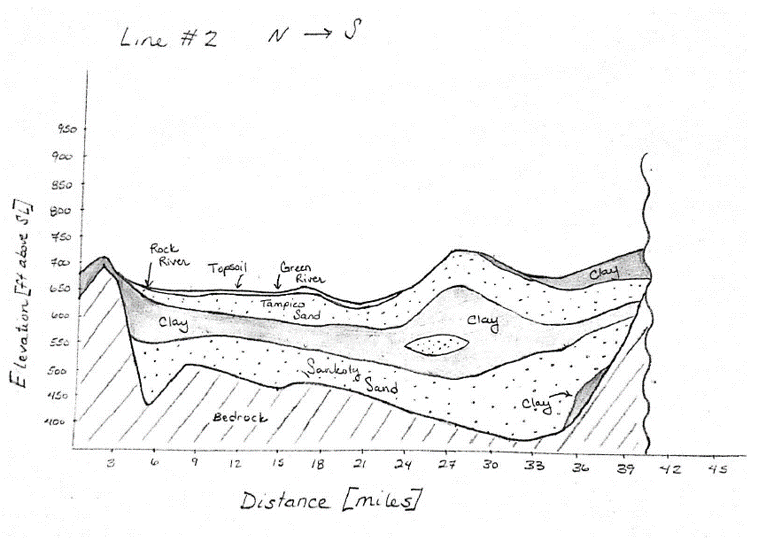 Line #2 N → S
950
900
850
800
750
700
650
600
550
500
450
400
Elevation [ft above SL]
Rock
River
Topsoil
Green
River
Tampico
Sand
Clay
Clay
Clay
Sankoty
Sand
Clay
Bedrock
3 6 9 12 15 18 21 24 27 30 33 36 39 42 45
Distance [miles]